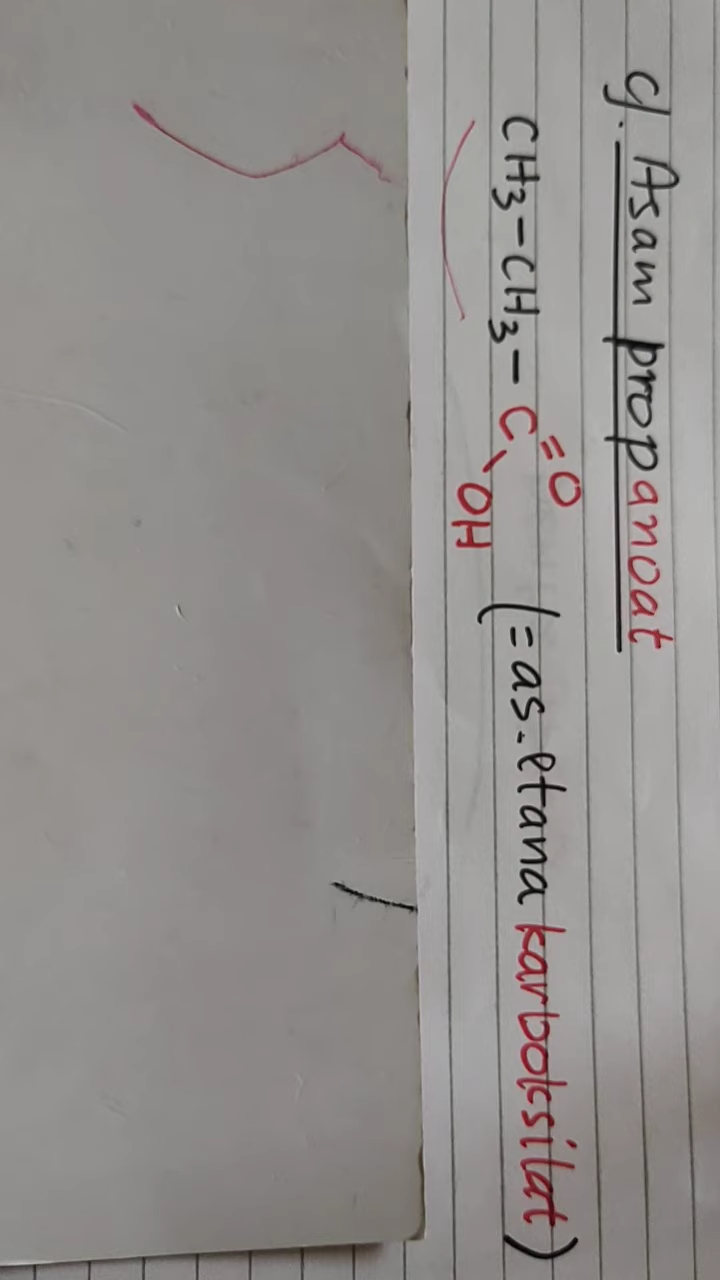 c). Asam propanoat
CH3-CH3-C=O
OH
(=as.etana karboksilat)